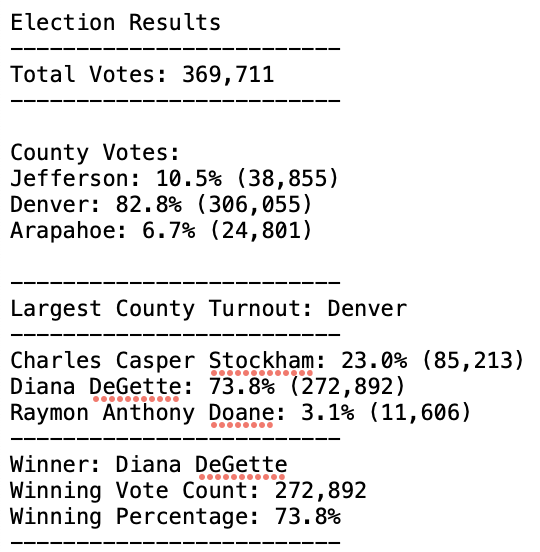 Election Results
-------------------------
Total Votes: 369,711
-------------------------
County Votes:
Jefferson: 10.5% (38,855)
Denver: 82.8% (306,055)
Arapahoe: 6.7% (24,801)
-------------------------
Largest County Turnout: Denver
-------------------------
Charles Casper Stockham: 23.0% (85,213)
Diana DeGette: 73.8% (272,892)
Raymon Anthony Doane: 3.1% (11,606)
-------------------------
Winner: Diana DeGette
Winning Vote Count: 272,892
Winning Percentage: 73.8%
-------------------------